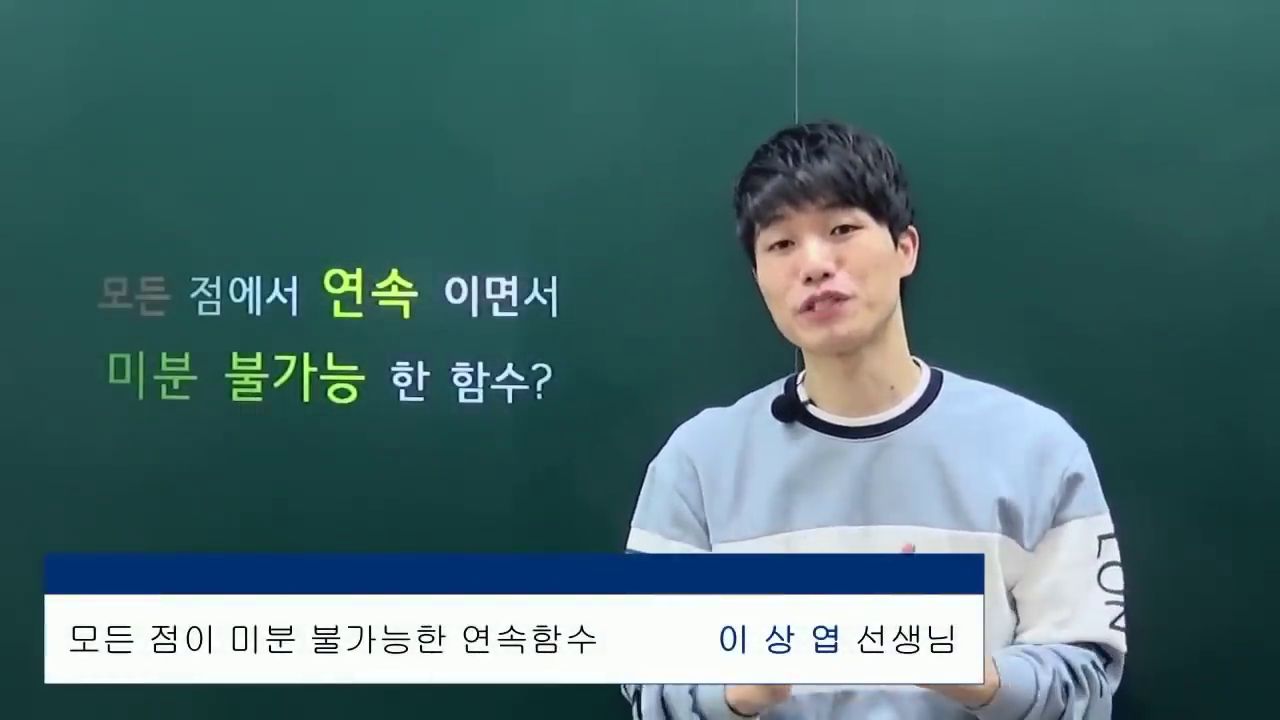 모든 점에서 연속 이면서
미분 불가능 한 함수?
LON
모든 점이 미분 불가능한 연속함수
이 상 엽 선생님